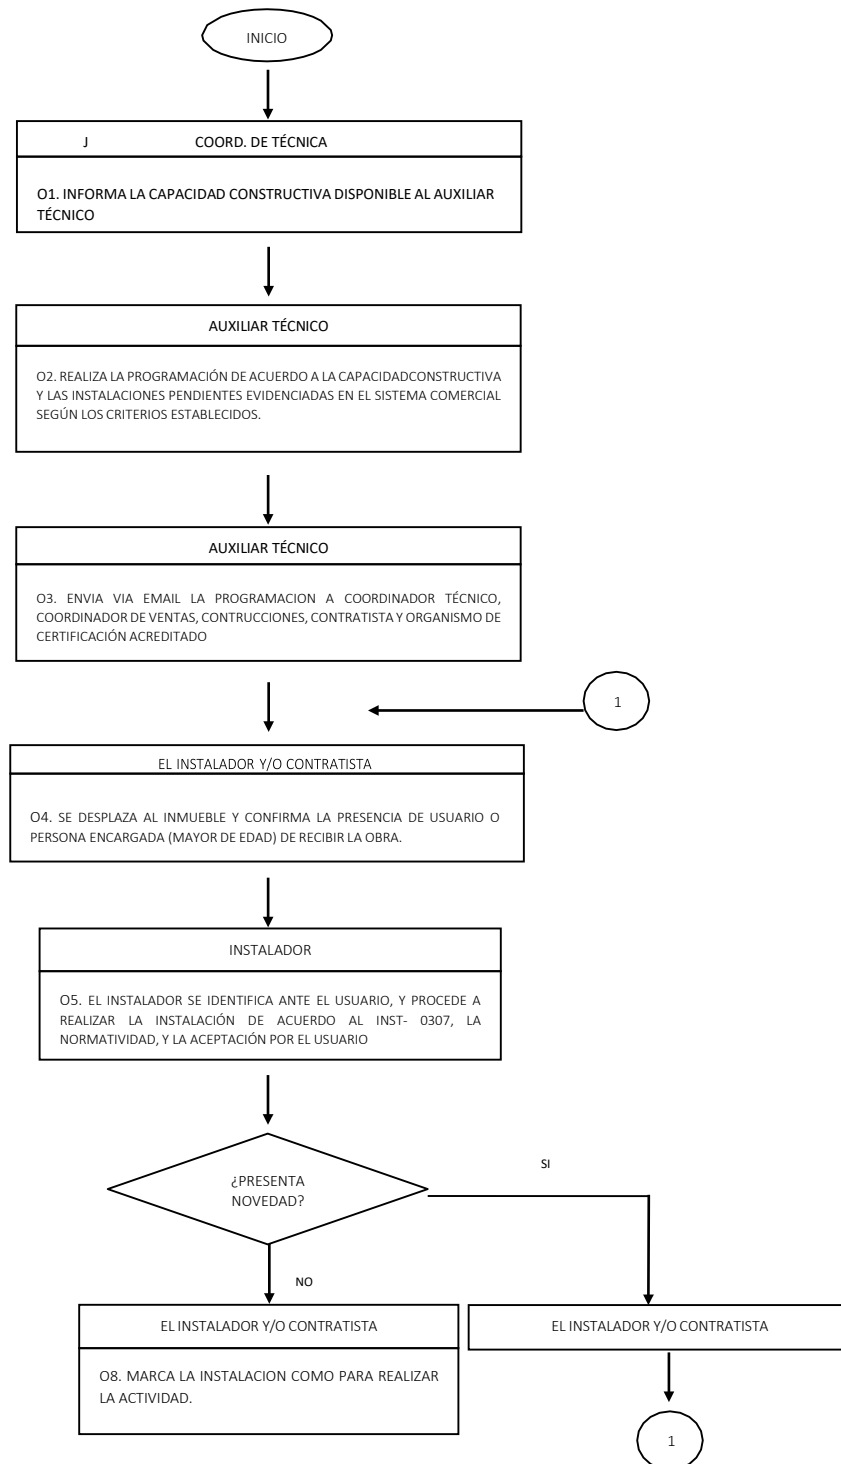 INICIO
J COORD. DE TÉCNICA
O1. INFORMA LA CAPACIDAD CONSTRUCTIVA DISPONIBLE AL AUXILIAR
TÉCNICO
AUXILIAR TÉCNICO
O2. REALIZA LA PROGRAMACIÓN DE ACUERDO A LA CAPACIDADCONSTRUCTIVA
Y LAS INSTALACIONES PENDIENTES EVIDENCIADAS EN EL SISTEMA COMERCIAL
SEGÚN LOS CRITERIOS ESTABLECIDOS.
AUXILIAR TÉCNICO
O3. ENVIA VIA EMAIL LA PROGRAMACION A COORDINADOR TÉCNICO,
COORDINADOR DE VENTAS, CONTRUCCIONES, CONTRATISTA Y ORGANISMO DE
CERTIFICACIÓN ACREDITADO
1
EL INSTALADOR Y/O CONTRATISTA
O4. SE DESPLAZA AL INMUEBLE Y CONFIRMA LA PRESENCIA DE USUARIO O
PERSONA ENCARGADA (MAYOR DE EDAD) DE RECIBIR LA OBRA.
INSTALADOR
O5. EL INSTALADOR SE IDENTIFICA ANTE EL USUARIO, Y PROCEDE A
REALIZAR LA INSTALACIÓN DE ACUERDO AL INST- 0307, LA
NORMATIVIDAD, Y LA ACEPTACIÓN POR EL USUARIO
¿PRESENTA
NOVEDAD?
SI
NO
EL INSTALADOR Y/O CONTRATISTA
O8. MARCA LA INSTALACION COMO PARA REALIZAR
LA ACTIVIDAD.
EL INSTALADOR Y/O CONTRATISTA
1